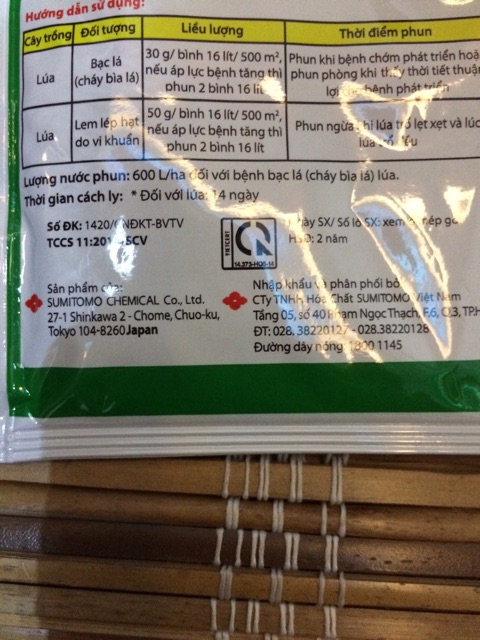 Hướng dẫn sử dụng:
Cây trồng Đối tượng Liều lượng Thời điểm phun
Lúa
Bạc lá
(cháy bìa lá)
30 g/ bình 16 lít/ 500 m²,
nếu áp lực bệnh tăng thì
phun 2 bình 16 lít
Phun khi bệnh chớm phát triển hoặ
phun phòng khi thấy thời tiết thuận
bệnh phát triển
Lúa
Lem lép hạt
do vi khuẩn
50 g/ bình 16 lít/ 500 m²,
nếu áp lực bệnh tăng thì
phun 2 bình 16 lít
Phun ngừa khi lúa trổ lẹt xẹt và lúc
lúa trổ đều
Lượng nước phun: 600 L/ha đối với bệnh bạc lá (cháy bìa lá) lúa.
Thời gian cách ly: * Đối với lúa: 14 ngày
Số ĐK: 1420/CNĐKT-BVTV
TCCS
VIETCERT
14.373-HQ6-14
Ngày SX/ Số lô SX: xem
HSD: 2 năm
Sản phẩm của:
SUMITOMO CHEMICAL Co., Ltd.
27-1 Shinkawa 2 - Chome, Chuo-ku,
Tokyo 104-8260 Japan
Nhập khẩu và phân phối bởi
CTy TNHH Hóa Chất SUMITOMO Việt Nam
Tầng 05, số 40 Phạm Ngọc Thạch, F.6, Q.3, TP.H
ĐT: 028. 38220127 - 028.38220128
Đường dây nóng: 1800 1145